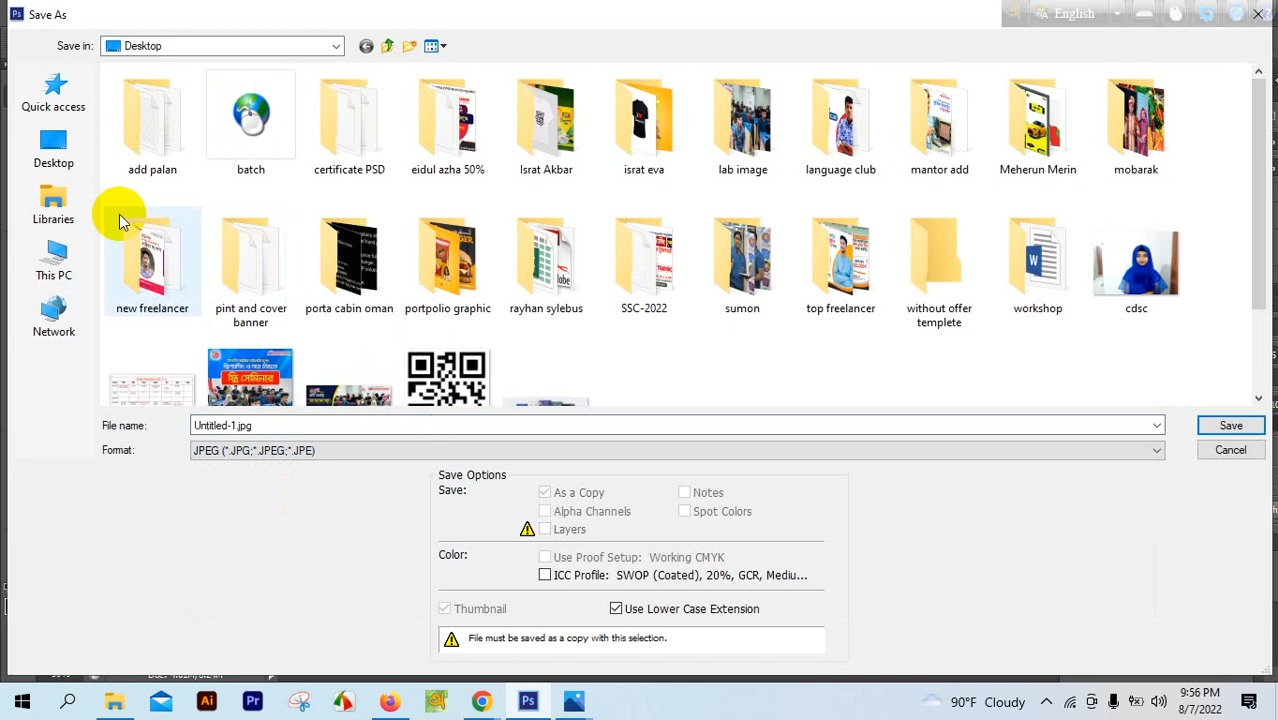 Save As
English
Save in:
Desktop
Quick access
Desktop
Libraries
This PC
Network
add palan
batch
certificate PSD
eidul azha 50%
Israt Akbar
israt eva
lab image
language club
mantor add
Meherun Merin
mobarak
new freelancer
pint and cover
banner
porta cabin oman
portpolio graphic
rayhan sylebus
SSC-2022
sumon
top freelancer
without offer
templete
workshop
cdsc
ফ্রি সেমিনার
File name:
Untitled-1.jpg
Save
Format:
JPEG (*.JPG;*.JPEG;*.JPE)
Cancel
Save Options
Save:
As a Copy
Notes
Alpha Channels
Spot Colors
Layers
Color:
Use Proof Setup: Working CMYK
ICC Profile: SWOP (Coated), 20%, GCR, Mediu...
Thumbnail
Use Lower Case Extension
File must be saved as a copy with this selection.
90°F Cloudy
9:56 PM
8/7/2022